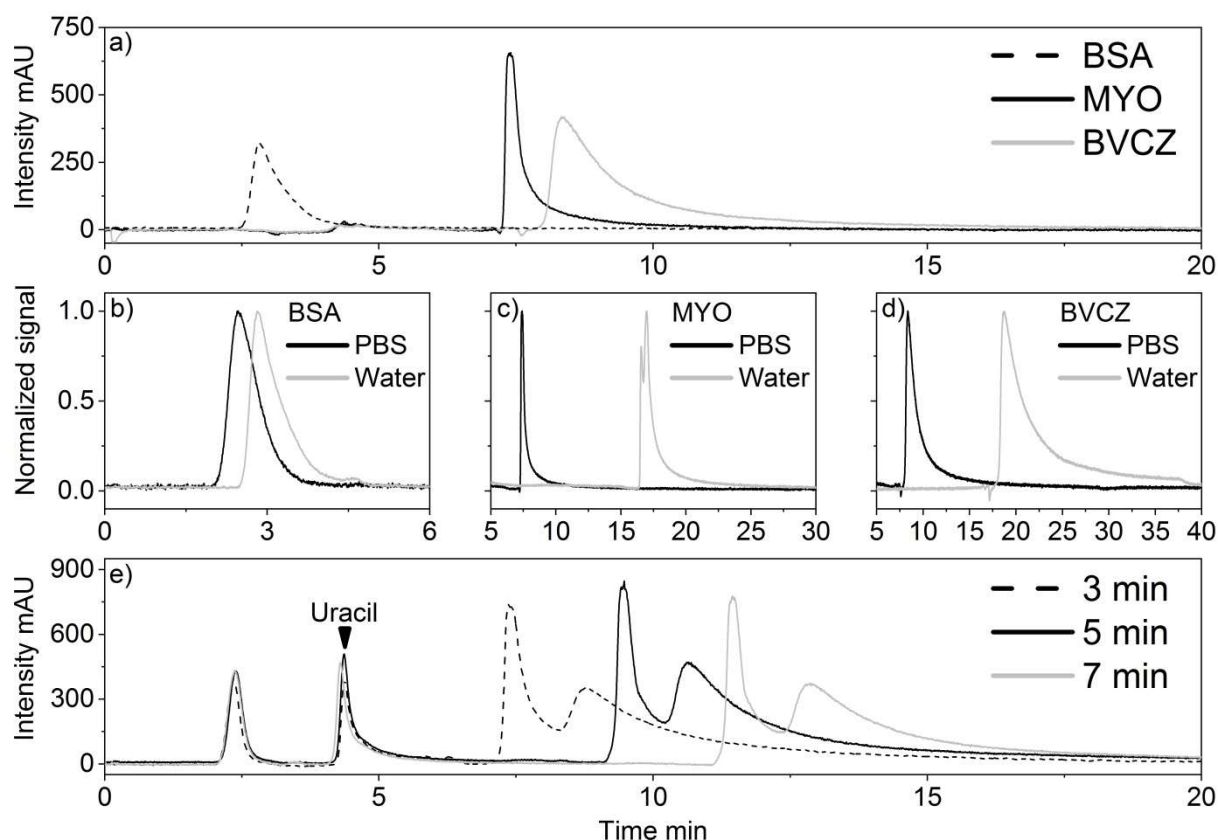 750
a)
BSA
MYO
BVCZ
500
250
0
Intensity mAU
0 5 10 15 20
b) BSA
PBS
Water
c) MYO
PBS
Water
d) BVCZ
PBS
Water
1.0
0.5
0.0
Normalized signal
0 3 6
5 10 15 20 25 30
5 10 15 20 25 30 35 40
900
e)
Uracil
3 min
5 min
7 min
600
300
0
Intensity mAU
0 5 10 15 20
Time min